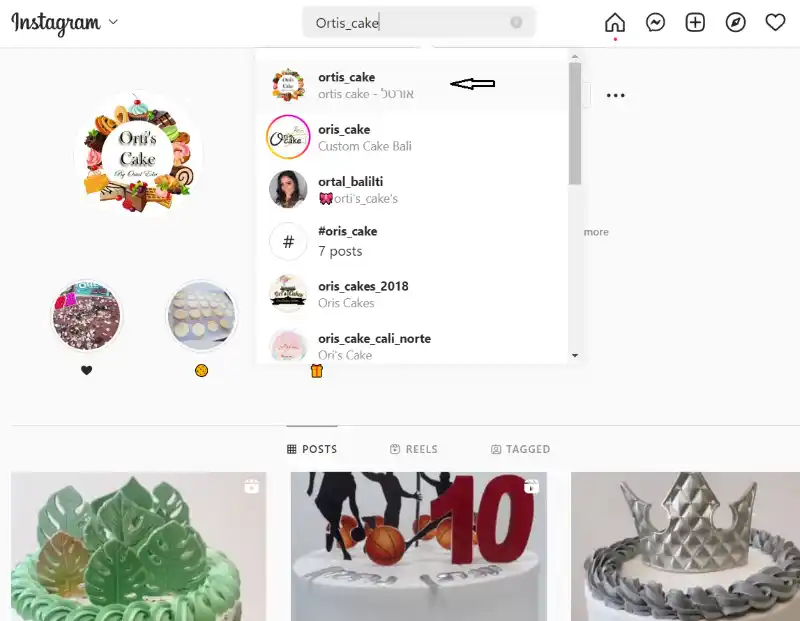 Instagram
Ortis_cake
ortis_cake
ortis cake - אורטל
Orti's
Cake
By Ortal Edri
oris_cake
Custom Cake Bali
ortal_balilti
🎀orti's_cake's
#
#oris_cake
7 posts
more
oris_cakes_2018
Oris Cakes
oris_cake_cali_norte
Ori's Cake
POSTS
REELS
TAGGED
10